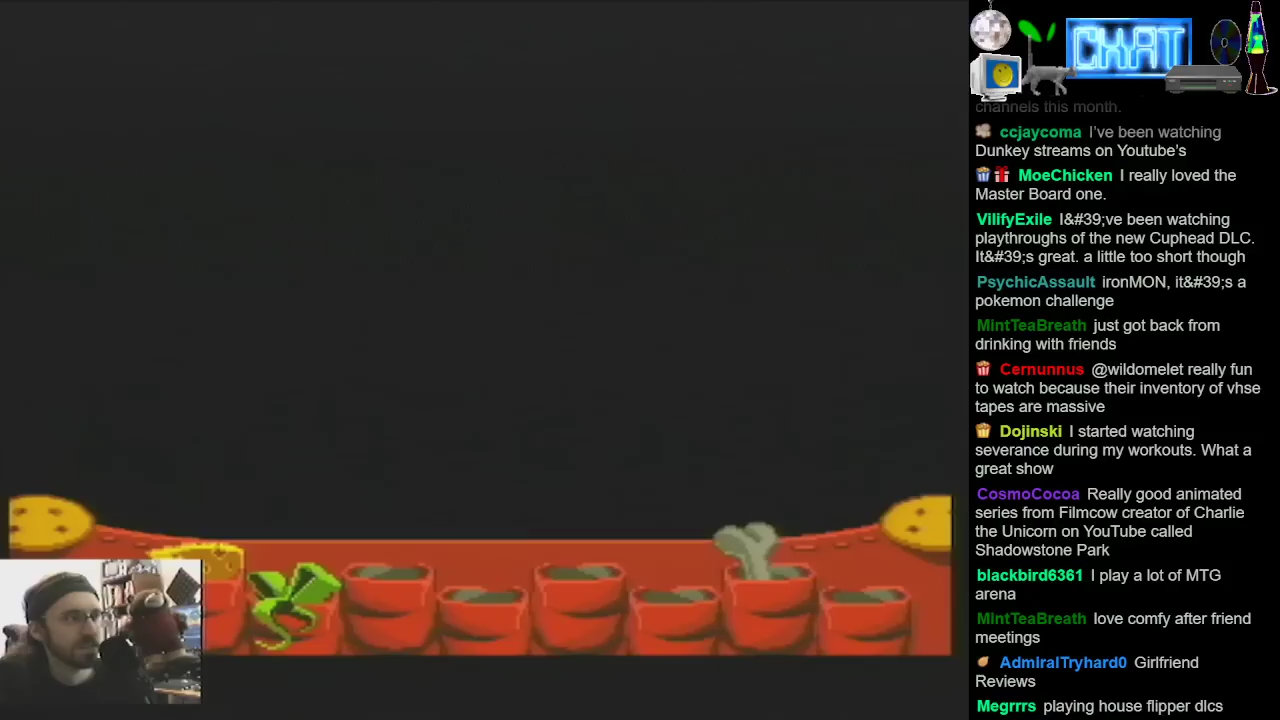 CHAT
channels this month.
ccjaycoma I've been watching
Dunkey streams on Youtube's
MoeChicken I really loved the
Master Board one.
VilifyExile I&#39;ve been watching
playthroughs of the new Cuphead DLC.
It&#39;s great. a little too short though
PsychicAssault ironMON, it&#39;s a
pokemon challenge
MintTeaBreath just got back from
drinking with friends
Cernunnus @wildomelet really fun
to watch because their inventory of vhse
tapes are massive
Dojinski I started watching
severance during my workouts. What a
great show
CosmoCocoa Really good animated
series from Filmcow creator of Charlie
the Unicorn on YouTube called
Shadowstone Park
blackbird6361 I play a lot of MTG
arena
MintTeaBreath love comfy after friend
meetings
AdmiralTryhard0 Girlfriend
Reviews
Megrrrs playing house flipper dlcs